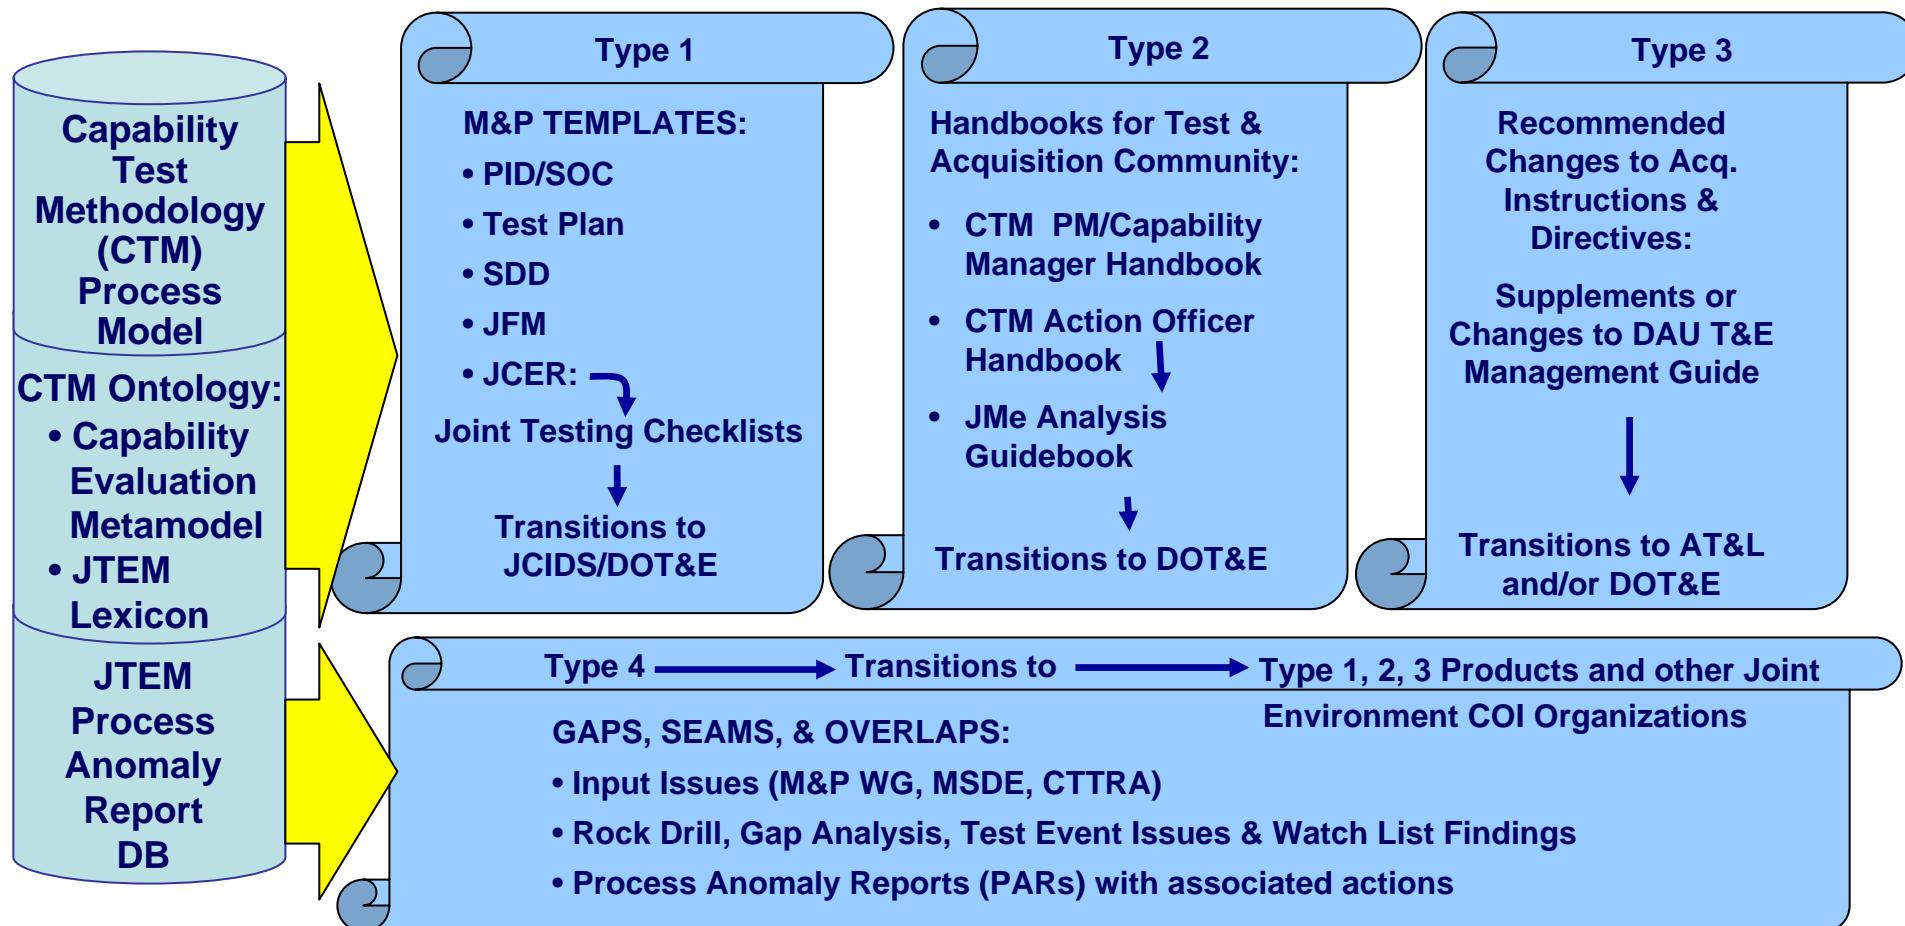 Capability
Test
Methodology
(CTM)
Process
Model
CTM Ontology:
• Capability
Evaluation
Metamodel
• JTEM
Lexicon
JTEM
Process
Anomaly
Report
DB
Type 1
M&P TEMPLATES:
• PID/SOC
• Test Plan
• SDD
• JFM
• JCER:
Joint Testing Checklists
Transitions to
JCIDS/DOT&E
Type 2
Handbooks for Test &
Acquisition Community:
• CTM PM/Capability
Manager Handbook
• CTM Action Officer
Handbook
• JMe Analysis
Guidebook
Transitions to DOT&E
Type 3
Recommended
Changes to Acq.
Instructions &
Directives:
Supplements or
Changes to DAU T&E
Management Guide
Transitions to AT&L
and/or DOT&E
Type 4 Transitions to Type 1, 2, 3 Products and other Joint
Environment COI Organizations
GAPS, SEAMS, & OVERLAPS:
• Input Issues (M&P WG, MSDE, CTTRA)
• Rock Drill, Gap Analysis, Test Event Issues & Watch List Findings
• Process Anomaly Reports (PARs) with associated actions